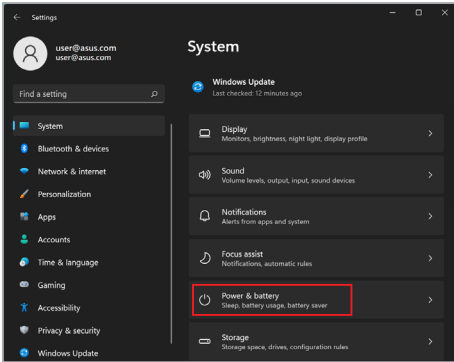 Settings
user@asus.com
user@asus.com
Find a setting
System
Bluetooth & devices
Network & internet
Personalization
Apps
Accounts
Time & language
Gaming
Accessibility
Privacy & security
Windows Update
System
Windows Update
Last checked: 12 minutes ago
Display
Monitors, brightness, night light, display profile
Sound
Volume levels, output, input, sound devices
Notifications
Alerts from apps and system
Focus assist
Notifications, automatic rules
Power & battery
Sleep, battery usage, battery saver
Storage
Storage space, drives, configuration rules